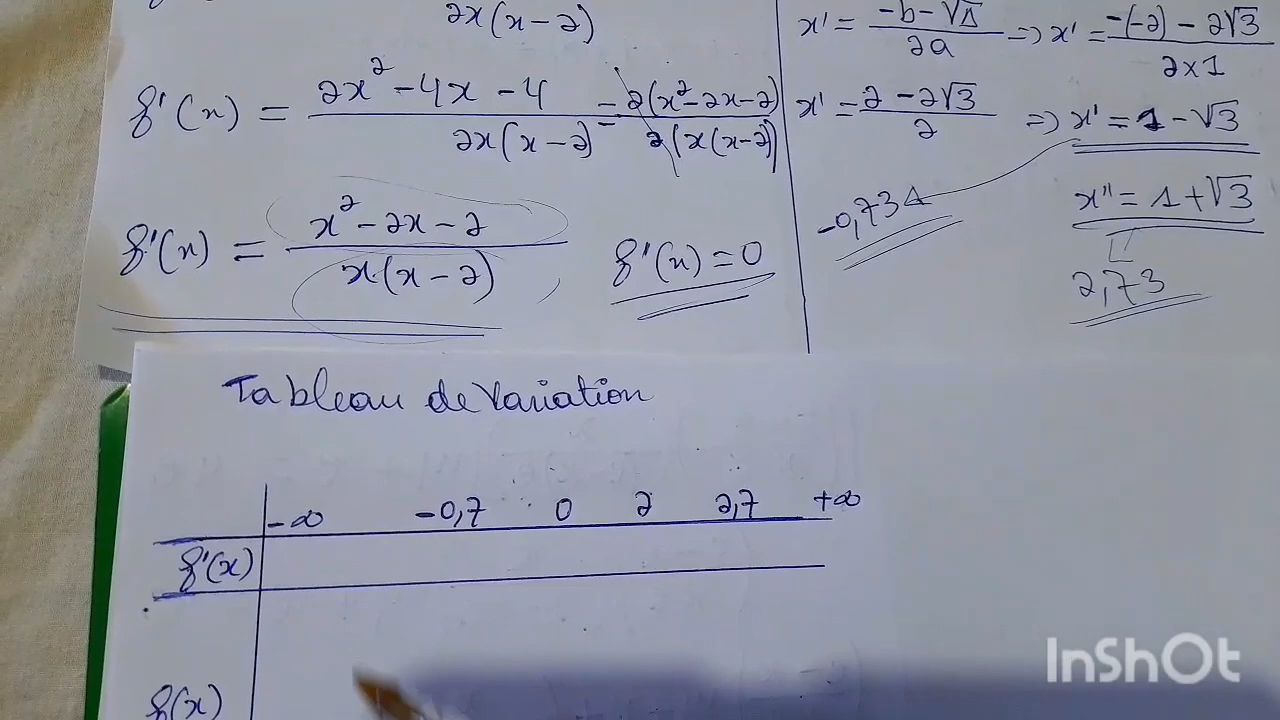 2x(x-2)
f'(x) = 2x² - 4x - 4 / 2x(x-2) = 2(x²-2x-2) / 2(x(x-2))
f'(x) = x² - 2x - 2 / x(x-2)
f'(x) = 0
x' = -b-√Δ / 2a => x' = -(-2) - 2√3 / 2×1
x' = 2 - 2√3 / 2 => x' = 1 - √3
-0,731
x'' = 1 + √3
2,73
Tableau de Variation
-∞ -0,7 0 2 2,7 +∞
f'(x)
f(x)
InShOt